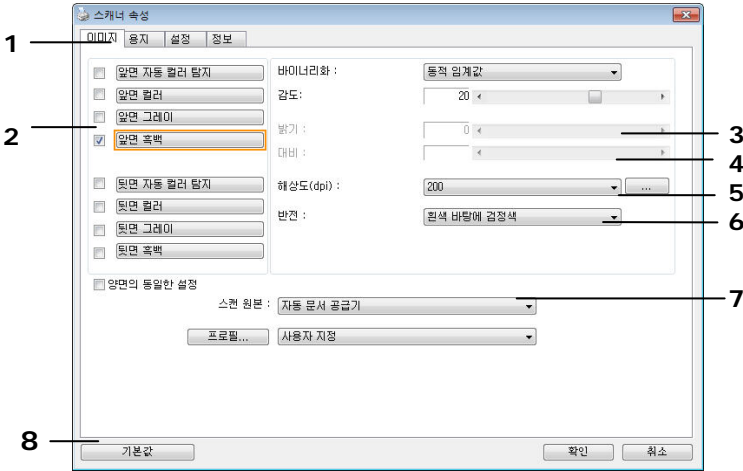 스캐너 속성
1
이미지 용지 설정 정보
앞면 자동 컬러 탐지
앞면 컬러
앞면 그레이
2
앞면 흑백
뒷면 자동 컬러 탐지
뒷면 컬러
뒷면 그레이
뒷면 흑백
바이너리화 : 동적 임계값
감도: 20
밝기 : 0 3
대비 : 4
해상도(dpi) : 200 ... 5
반전 : 흰색 바탕에 검정색 6
양면의 동일한 설정
스캔 원본 : 자동 문서 공급기 7
프로필... 사용자 지정
8
기본값 확인 취소